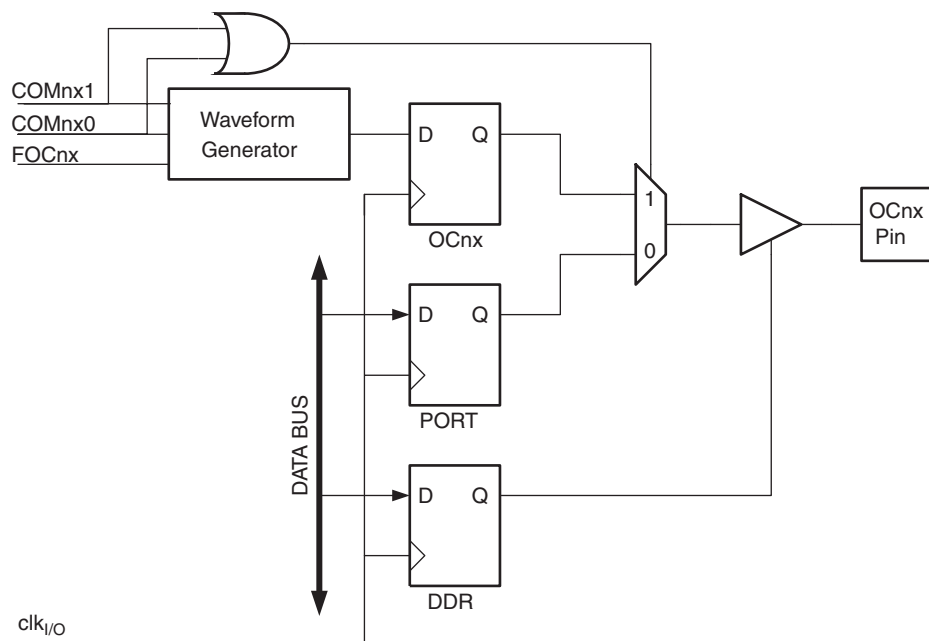 COMnx1
COMnx0
FOCnx
Waveform
Generator
D Q
OCnx
1
0
OCnx
Pin
D Q
PORT
DATA BUS
D Q
DDR
clkI/O